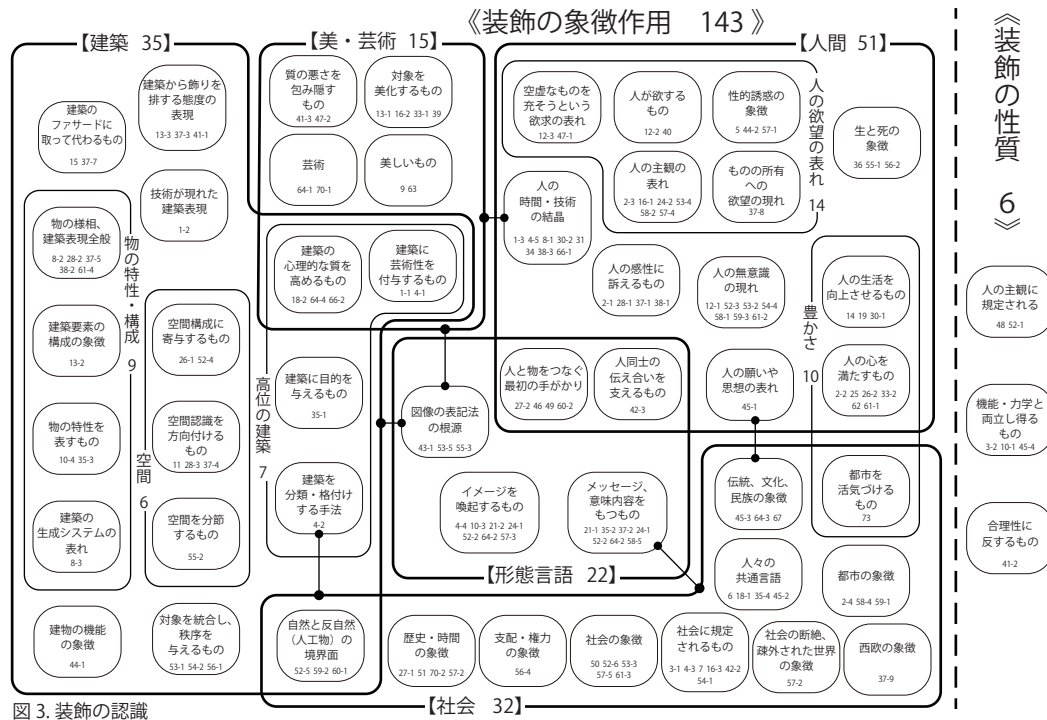 《装飾の象徴作用 143 》
【建築 35】
【美・芸術 15】
【人間 51】
建築の
ファサードに
取って代わるもの
15 37-7
建築から飾りを
排する態度の
表現
13-3 37-3 41-1
技術が現れた
建築表現
1-2
物の様相、
建築表現全般
8-2 28-2 37-5
38-2 61-4
建築要素の
構成の象徴
13-2
物の特性を
表すもの
10-4 35-3
建築の
生成システムの
表れ
8-3
物の特性・構成 9
空間構成に
寄与するもの
26-1 52-4
空間認識を
方向付ける
もの
11 28-3 37-4
空間を分節
するもの
55-2
空間 6
建物の機能
の象徴
44-1
対象を統合し、
秩序を
与えるもの
53-1 54-2 56-1
質の悪さを
包み隠す
もの
41-3 47-2
対象を
美化するもの
13-1 16-2 33-1 39
芸術
64-1 70-1
美しいもの
9 63
建築の
心理的な質を
高めるもの
18-2 64-4 66-2
建築に
芸術性を
付与するもの
1-1 4-1
建築に目的を
与えるもの
35-1
建築を
分類・格付け
する手法
4-2
高位の建築 7
空虚なものを
充そうという
欲求の表れ
12-3 47-1
人が欲する
もの
12-2 40
性的誘惑の
象徴
5 44-2 57-1
人の主観の
表れ
2-3 16-1 24-2 53-4
58-2 57-4
ものの所有
への
欲望の現れ
37-8
人の欲望の表れ 14
生と死の
象徴
36 55-1 56-2
人の
時間・技術
の結晶
1-3 4-5 8-1 30-2 31
34 38-3 66-1
人の感性に
訴えるもの
2-1 28-1 37-1 38-1
人の無意識
の現れ
12-1 52-3 53-2 54-4
58-1 59-3 61-2
人の生活を
向上させるもの
14 19 30-1
人の心を
満たすもの
2-2 25 26-2 33-2
62 61-1
豊かさ 10
人と物をつなぐ
最初の手がかり
27-2 46 49 60-2
人同士の
伝え合いを
支えるもの
42-3
人の願いや
思想の表れ
45-1
図像の表記法
の根源
43-1 53-5 55-3
イメージを
喚起するもの
4-4 10-3 21-2 24-1
52-2 64-2 57-3
メッセージ、
意味内容を
もつもの
21-1 35-2 37-2 24-1
52-2 64-2 58-5
【形態言語 22】
伝統、文化、
民族の象徴
45-3 64-3 67
都市を
活気づける
もの
73
人々の
共通言語
6 18-1 35-4 45-2
都市の象徴
2-4 58-4 59-1
自然と反自然
(人工物)の
境界面
52-5 59-2 60-1
歴史・時間
の象徴
27-1 51 70-2 57-2
支配・権力
の象徴
56-4
社会の象徴
50 52-6 53-3
57-5 61-3
社会に規定
されるもの
3-1 4-3 7 16-3 42-2
54-1
社会の断絶、
疎外された世界
の象徴
57-2
西欧の象徴
37-9
【社会 32】
《装飾の性質 6》
人の主観に
規定される
48 52-1
機能・力学と
両立し得る
もの
3-2 10-1 45-4
合理性に
反するもの
41-2
図 3. 装飾の認識